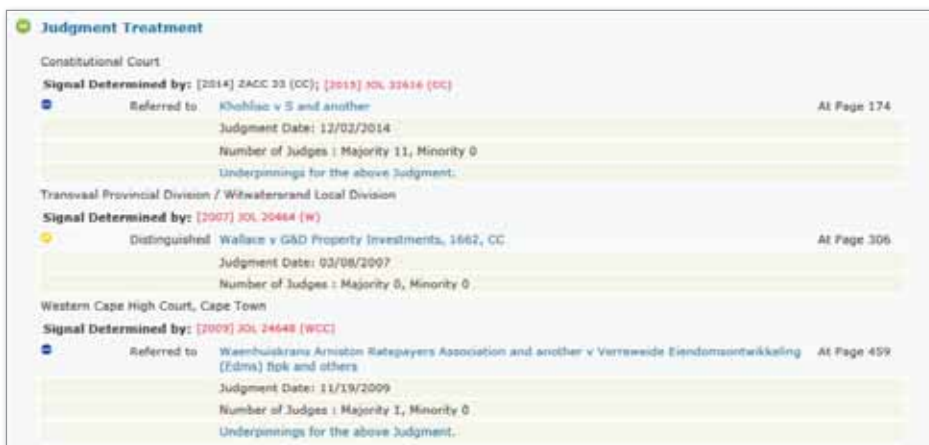 Judgment Treatment
Constitutional Court
Signal Determined by: [2014] ZACC 33 (CC); [2015] JOL 32616 (CC)
Referred to Khohliso v S and another At Page 174
Judgment Date: 12/02/2014
Number of Judges : Majority 11, Minority 0
Underpinnings for the above Judgment.
Transvaal Provincial Division / Witwatersrand Local Division
Signal Determined by: [2007] JOL 20464 (W)
Distinguished Wallace v G&D Property Investments, 1662, CC At Page 306
Judgment Date: 03/08/2007
Number of Judges : Majority 0, Minority 0
Western Cape High Court, Cape Town
Signal Determined by: [2009] JOL 24648 (WCC)
Referred to Waenhuiskrans Arniston Ratepayers Association and another v Verreweide Eiendomsontwikkeling At Page 459
(Edms) Bpk and others
Judgment Date: 11/19/2009
Number of Judges : Majority 1, Minority 0
Underpinnings for the above Judgment.